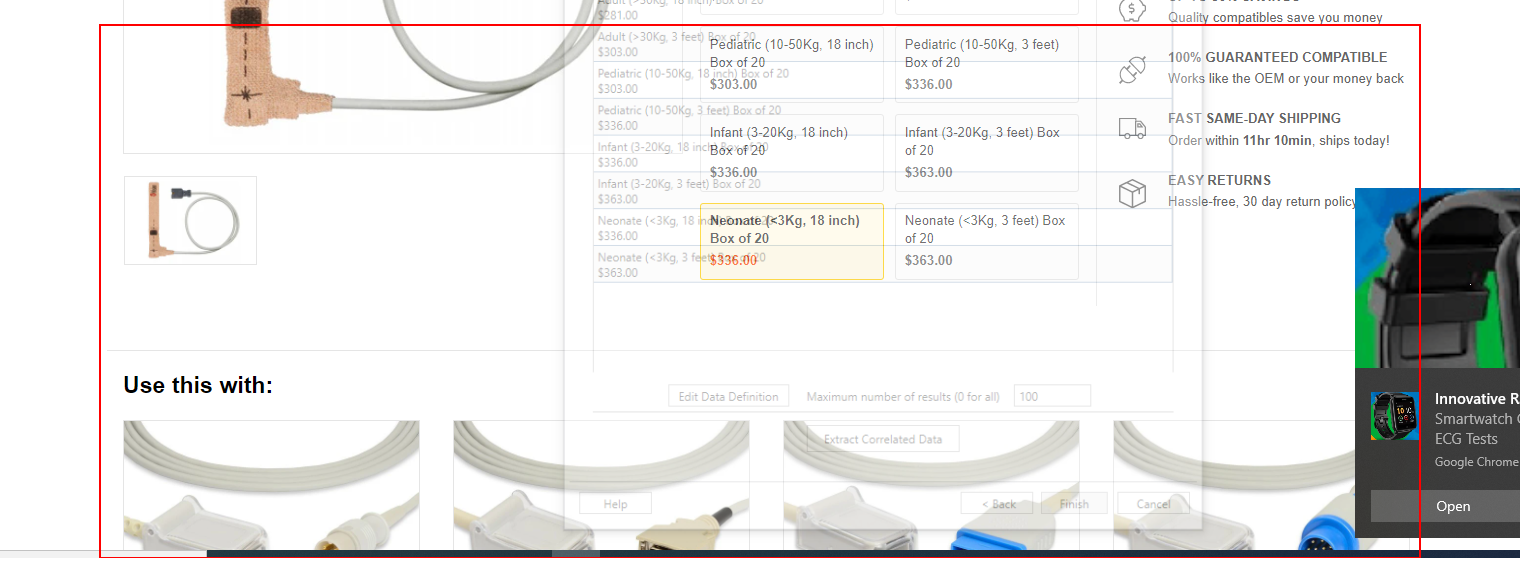 $281.00
Quality compatibles save you money
Adult (>30Kg, 3 feet) Box of 20
$303.00
Pediatric (10-50Kg, 18 inch) Box of 20
$303.00
Pediatric (10-50Kg, 3 feet) Box of 20
$336.00
Infant (3-20Kg, 18 inch) Box of 20
$336.00
Infant (3-20Kg, 3 feet) Box of 20
$363.00
Neonate (<3Kg, 18 inch) Box of 20
$336.00
Neonate (<3Kg, 3 feet) Box of 20
$363.00
Pediatric (10-50Kg, 18 inch)
Box of 20
$303.00
Pediatric (10-50Kg, 3 feet)
Box of 20
$336.00
Infant (3-20Kg, 18 inch)
Box of 20
$336.00
Infant (3-20Kg, 3 feet) Box
of 20
$363.00
Neonate (<3Kg, 18 inch)
Box of 20
$336.00
Neonate (<3Kg, 3 feet) Box
of 20
$363.00
100% GUARANTEED COMPATIBLE
Works like the OEM or your money back
FAST SAME-DAY SHIPPING
Order within 11hr 10min, ships today!
EASY RETURNS
Hassle-free, 30 day return policy
Use this with:
Edit Data Definition
Maximum number of results (0 for all)
100
Extract Correlated Data
Help
< Back
Finish
Cancel
Innovative R
Smartwatch
ECG Tests
Google Chrome
Open